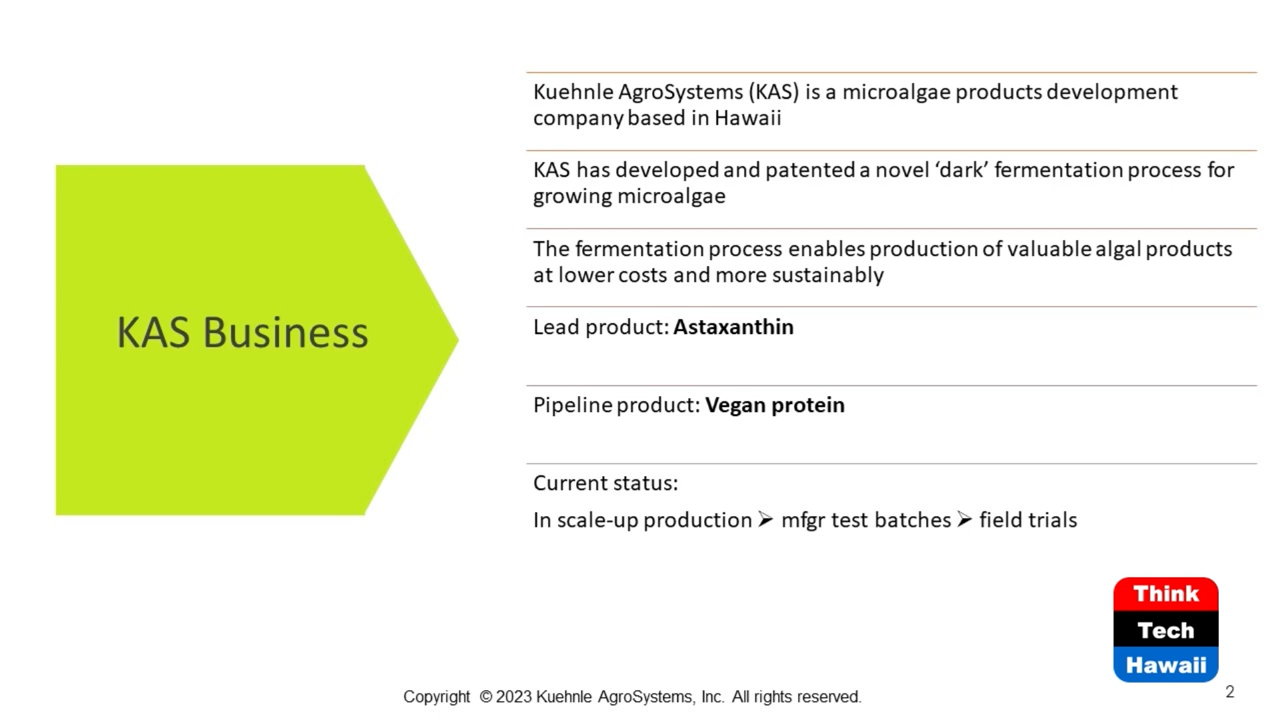 KAS Business
Kuehnle AgroSystems (KAS) is a microalgae products development
company based in Hawaii
KAS has developed and patented a novel ‘dark’ fermentation process for
growing microalgae
The fermentation process enables production of valuable algal products
at lower costs and more sustainably
Lead product: Astaxanthin
Pipeline product: Vegan protein
Current status:
In scale-up production ➢ mfgr test batches ➢ field trials
Think
Tech
Hawaii
Copyright © 2023 Kuehnle AgroSystems, Inc. All rights reserved.
2